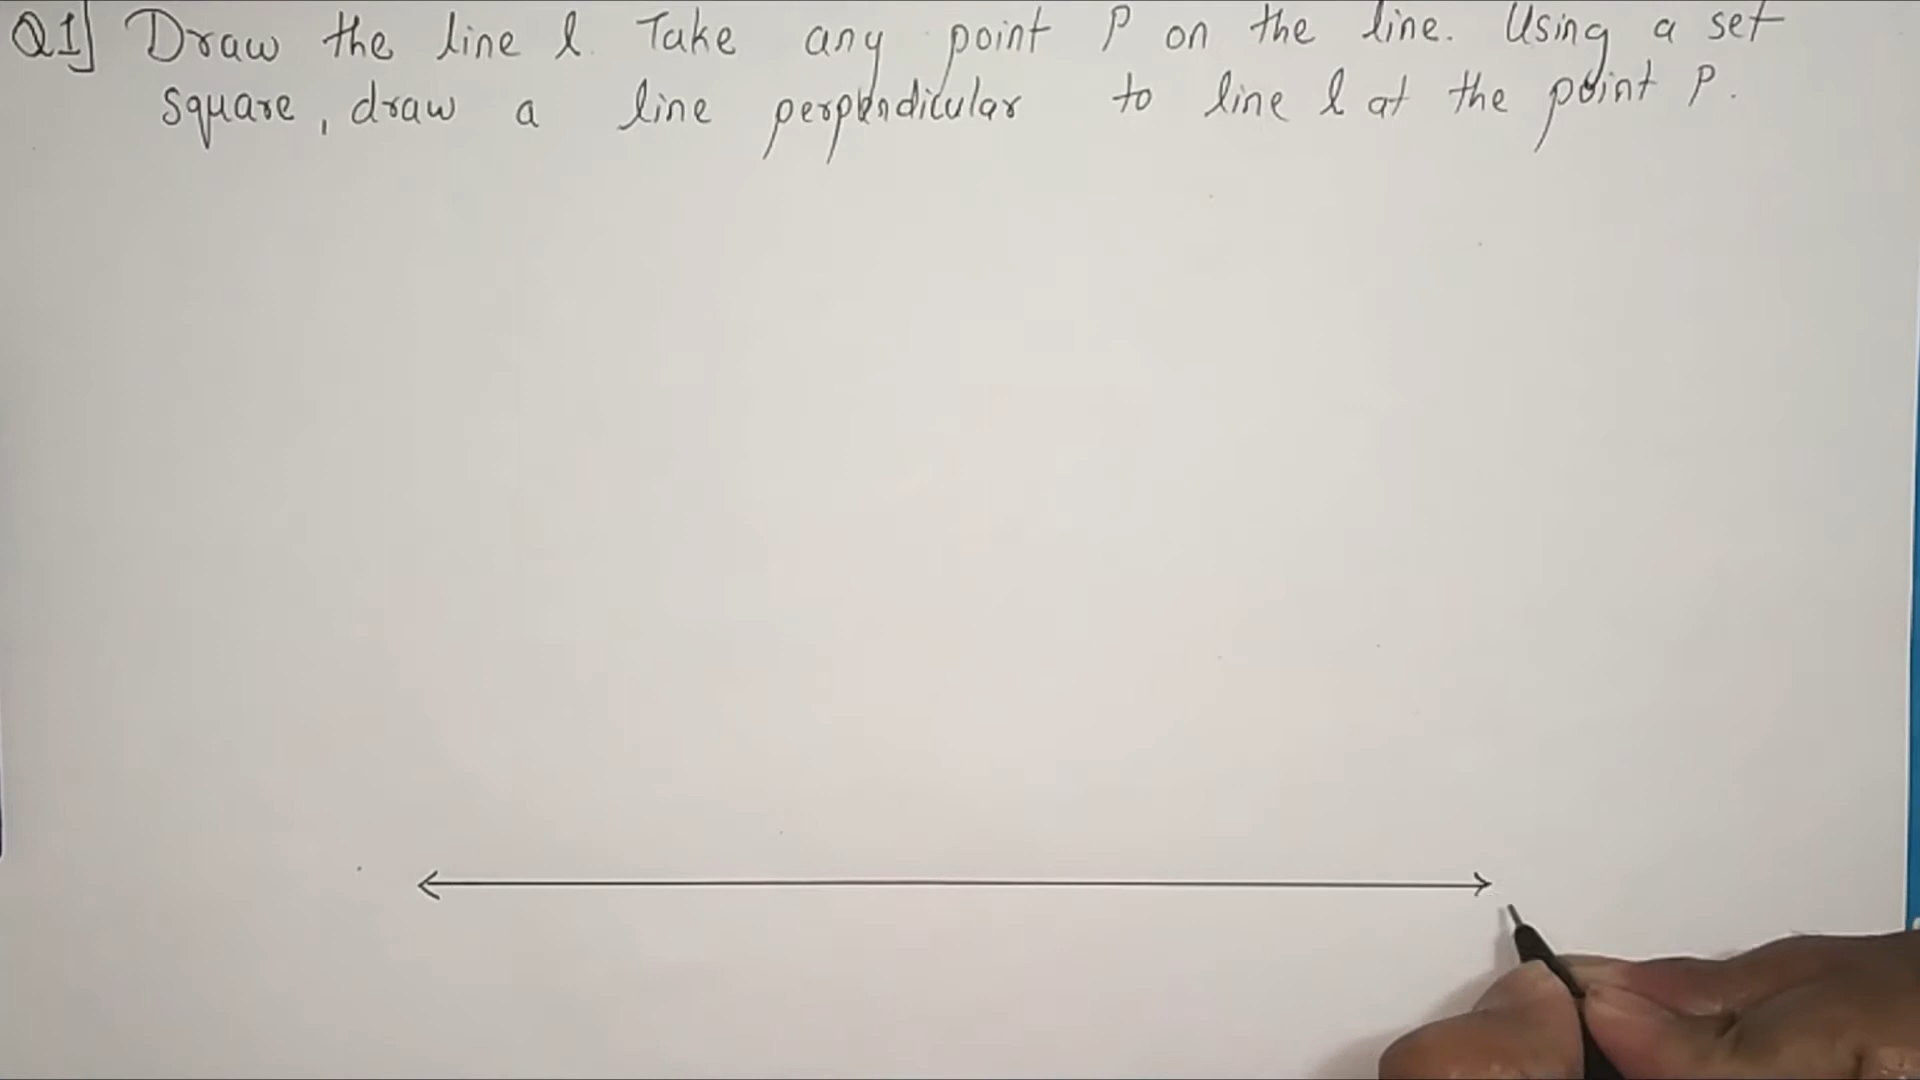 Q1] Draw the line l. Take any point P on the line. Using a set
square, draw a line perpendicular to line l at the point P.